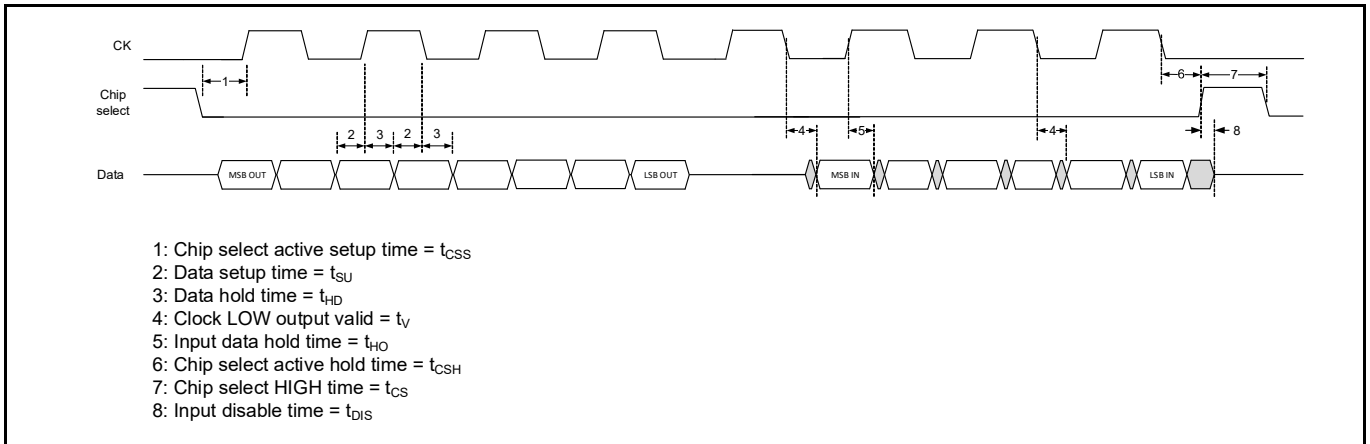 CK
1
6
7
Chip
select
2
3
2
3
4
5
4
8
Data
MSB OUT
LSB OUT
MSB IN
LSB IN
1: Chip select active setup time = tCSS
2: Data setup time = tSU
3: Data hold time = tHD
4: Clock LOW output valid = tV
5: Input data hold time = tHO
6: Chip select active hold time = tCSH
7: Chip select HIGH time = tCS
8: Input disable time = tDIS